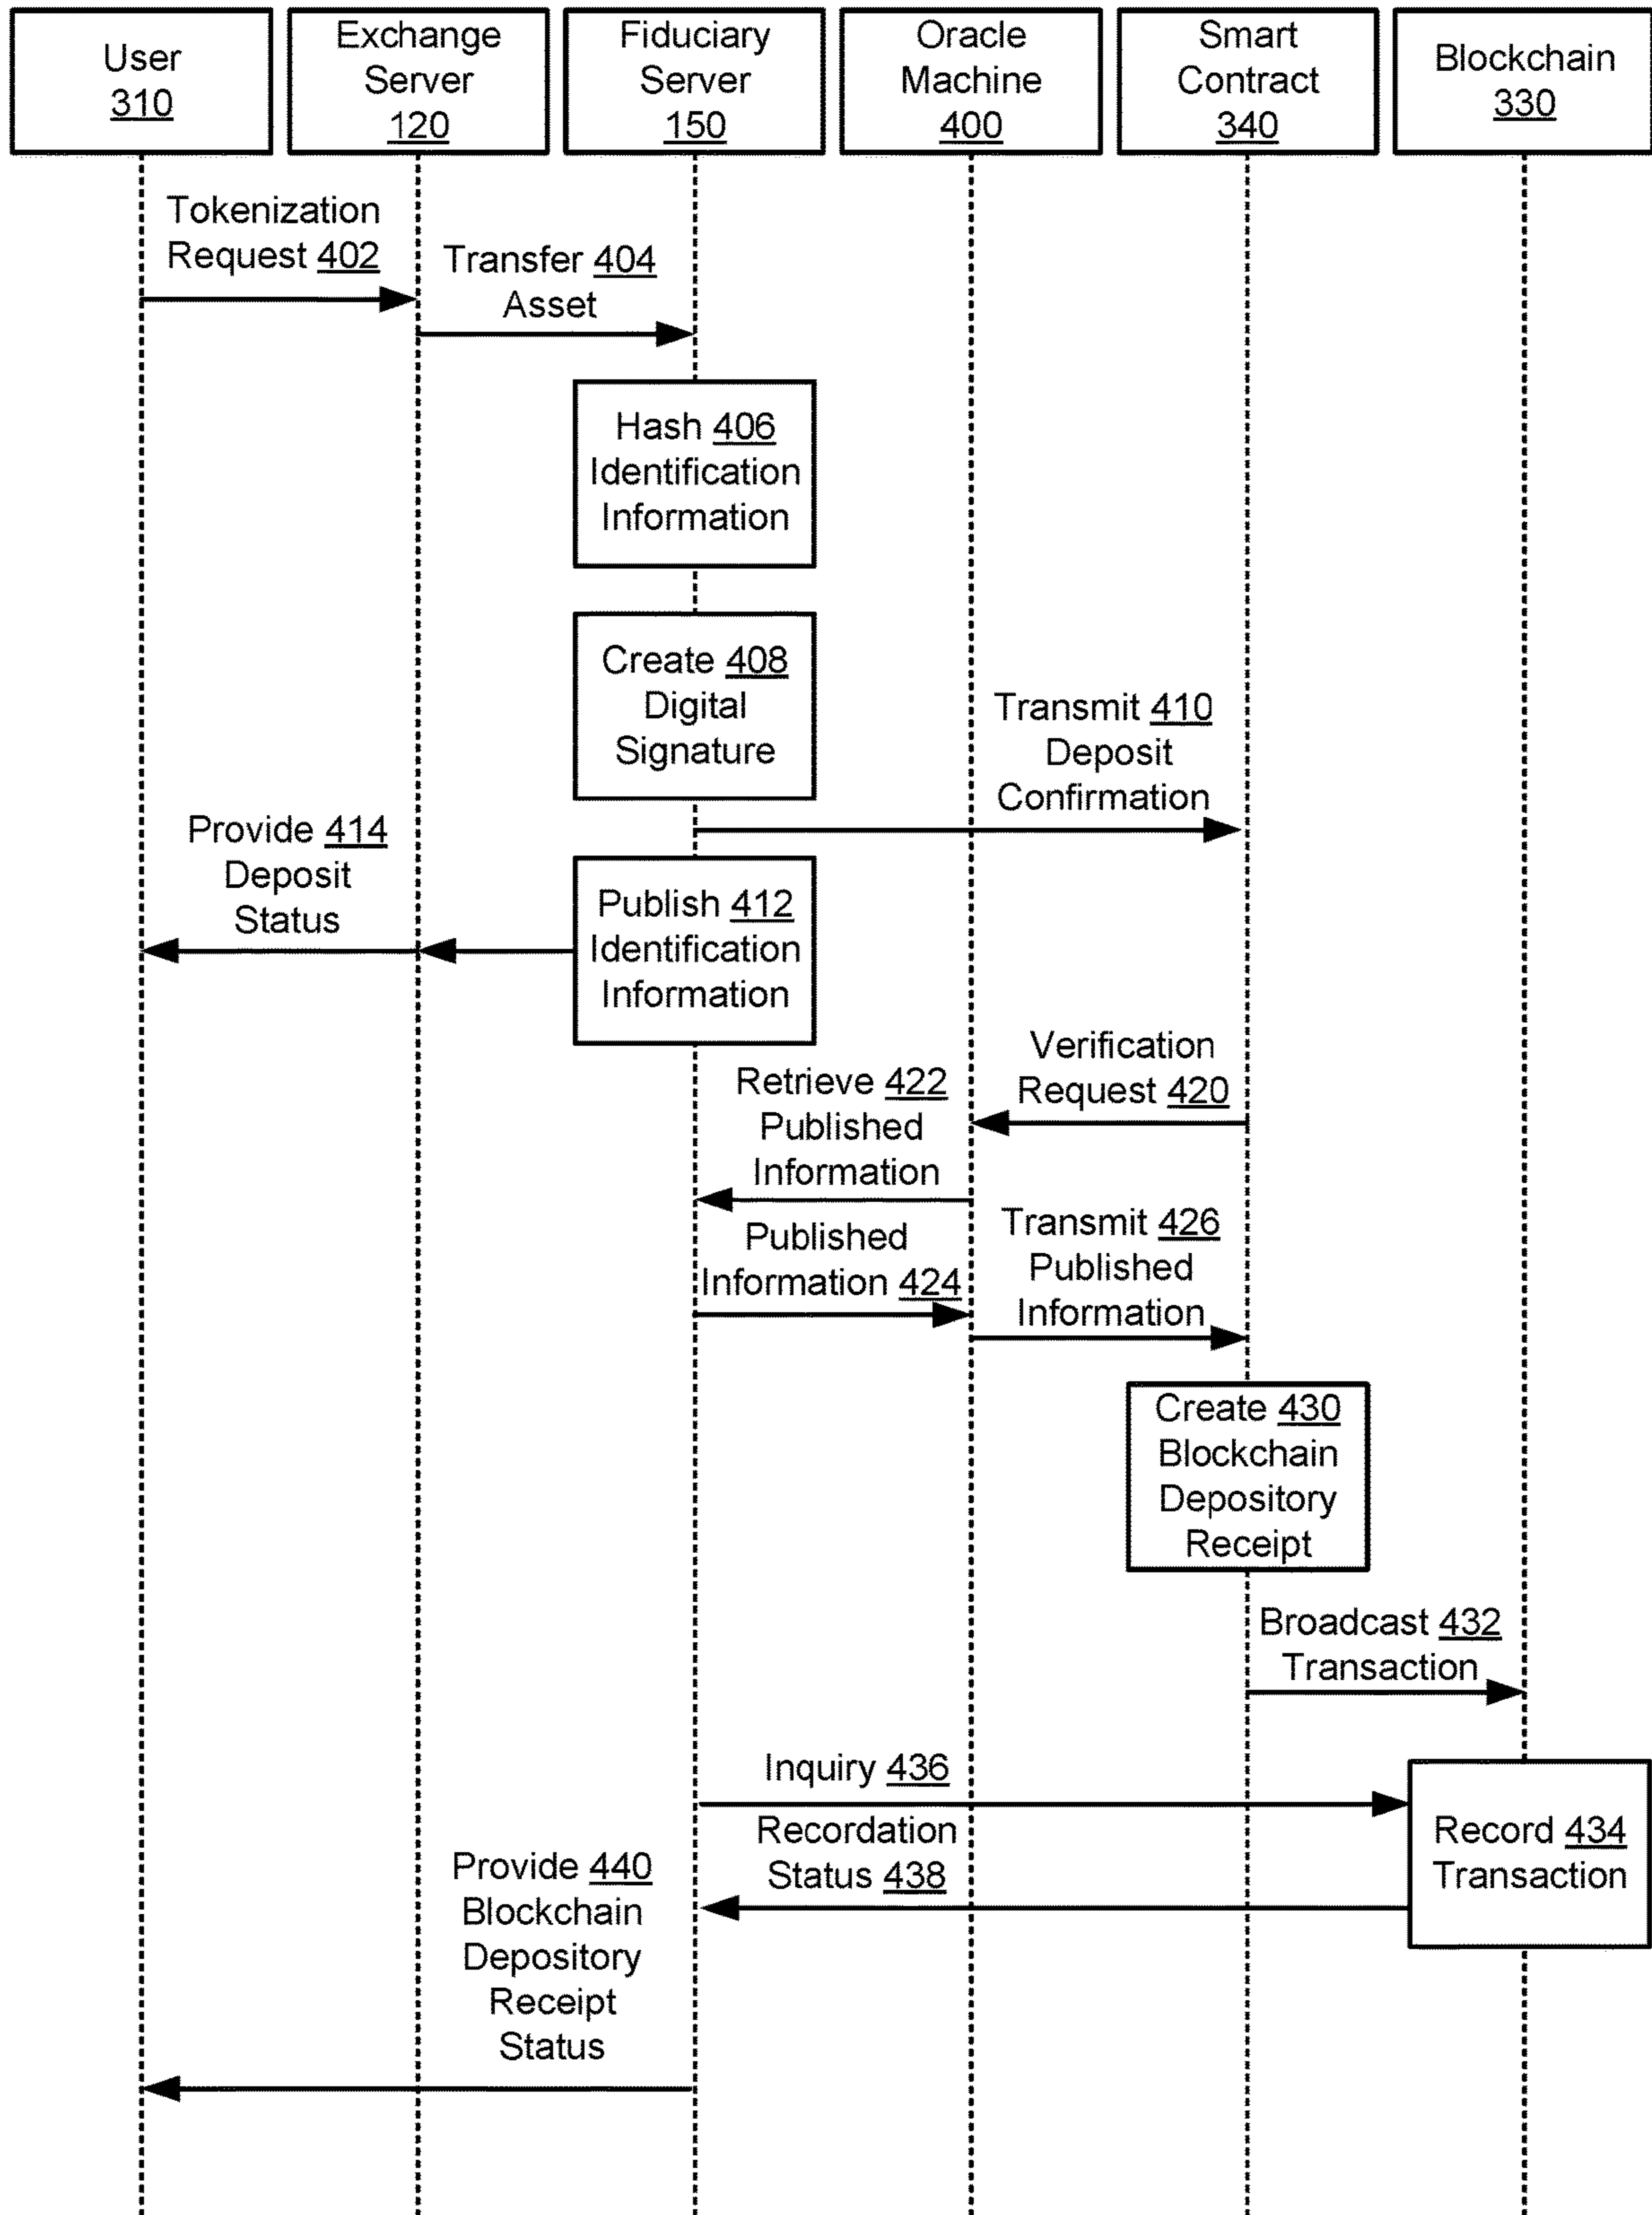 User
310
Exchange
Server
120
Fiduciary
Server
150
Oracle
Machine
400
Smart
Contract
340
Blockchain
330
Tokenization
Request 402
Transfer 404
Asset
Hash 406
Identification
Information
Create 408
Digital
Signature
Transmit 410
Deposit
Confirmation
Provide 414
Deposit
Status
Publish 412
Identification
Information
Verification
Request 420
Retrieve 422
Published
Information
Published
Information 424
Transmit 426
Published
Information
Create 430
Blockchain
Depository
Receipt
Broadcast 432
Transaction
Inquiry 436
Record 434
Transaction
Recordation
Status 438
Provide 440
Blockchain
Depository
Receipt
Status